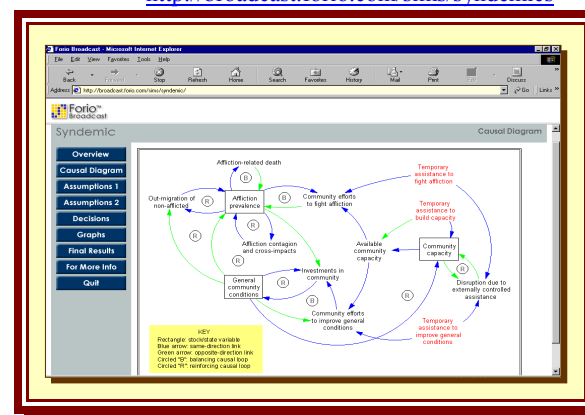 http://broadcast.forio.com/sims/syndemics
Forio Broadcast - Microsoft Internet Explorer
File Edit View Favorites Tools Help
Back Forward Stop Refresh Home Search Favorites History Mail Print Edit Discuss
Address http://broadcast.forio.com/sims/syndemic/ Go Links »
Forio™
Broadcast
Syndemic
Causal Diagram
Overview
Causal Diagram
Assumptions 1
Assumptions 2
Decisions
Graphs
Final Results
For More Info
Quit
Affliction-related death
B
Out-migration of
non-afflicted
R
Affliction
prevalence
B
Community efforts
to fight affliction
Temporary
assistance to
fight affliction
R
R
Affliction contagion
and cross-impacts
R
Temporary
assistance to
build capacity
Available
community
capacity
Community
capacity
R
General
community
conditions
Investments in
community
R
B
Disruption due to
externally controlled
assistance
R
Community efforts
to improve general
conditions
Temporary
assistance to
improve general
conditions
KEY
Rectangle: stock/state variable
Blue arrow: same-direction link
Green arrow: opposite-direction link
Circled "B": balancing causal loop
Circled "R": reinforcing causal loop